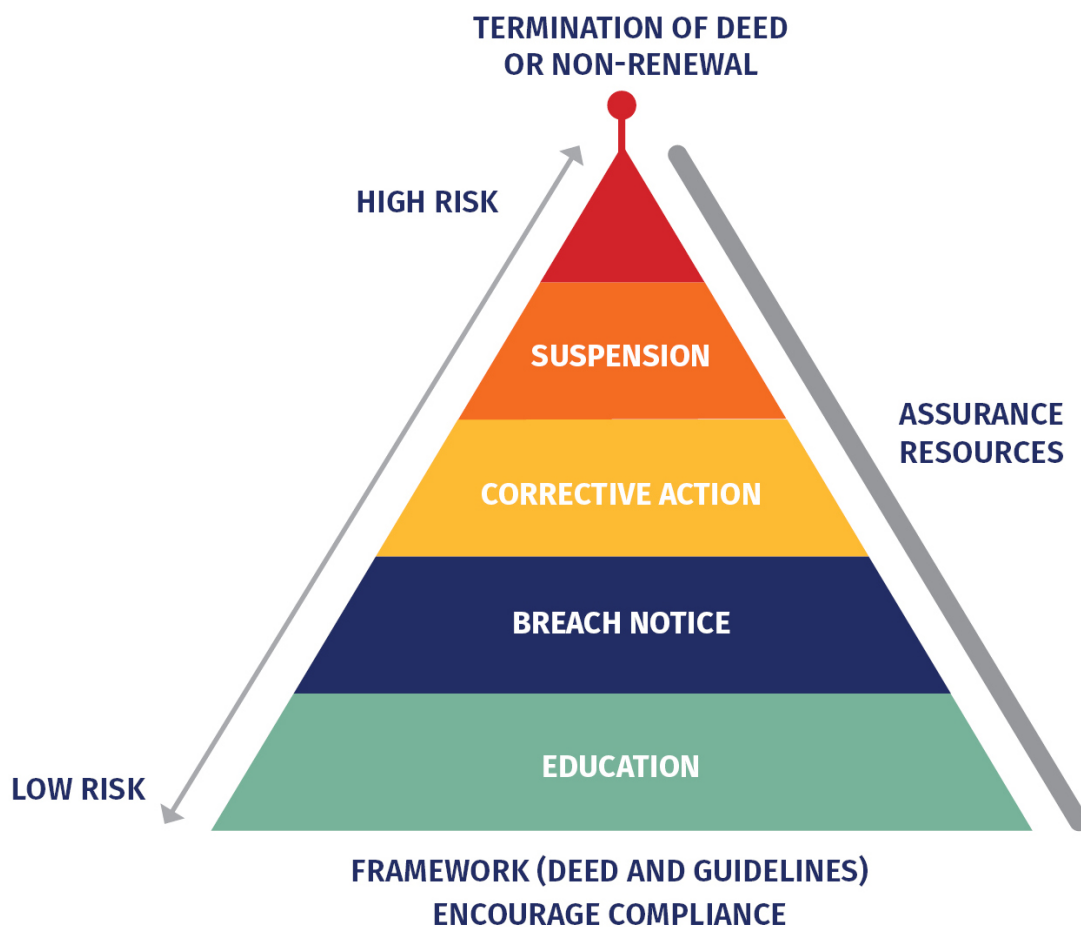 TERMINATION OF DEED
OR NON-RENEWAL
HIGH RISK
SUSPENSION
ASSURANCE
RESOURCES
CORRECTIVE ACTION
BREACH NOTICE
EDUCATION
LOW RISK
FRAMEWORK (DEED AND GUIDELINES)
ENCOURAGE COMPLIANCE